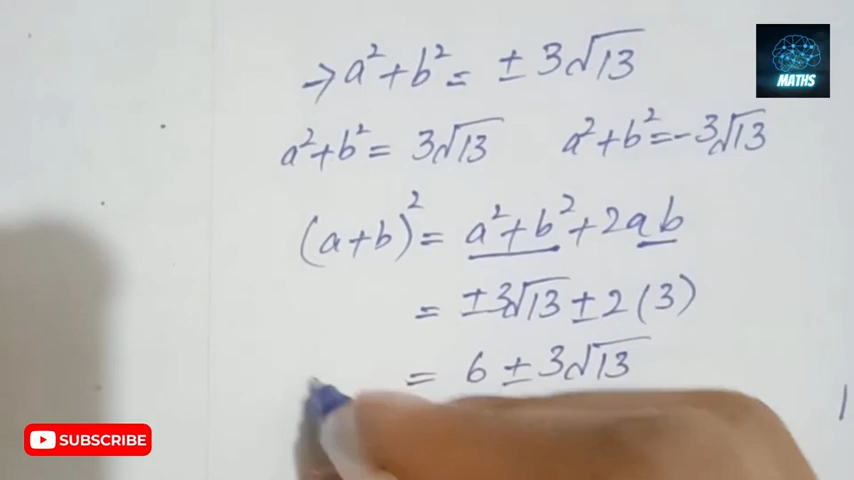 → a² + b² = ± 3√13
MATHS
a² + b² = 3√13 a² + b² = -3√13
(a+b)² = a² + b² + 2ab
= ±3√13 ± 2(3)
= 6 ± 3√13
SUBSCRIBE